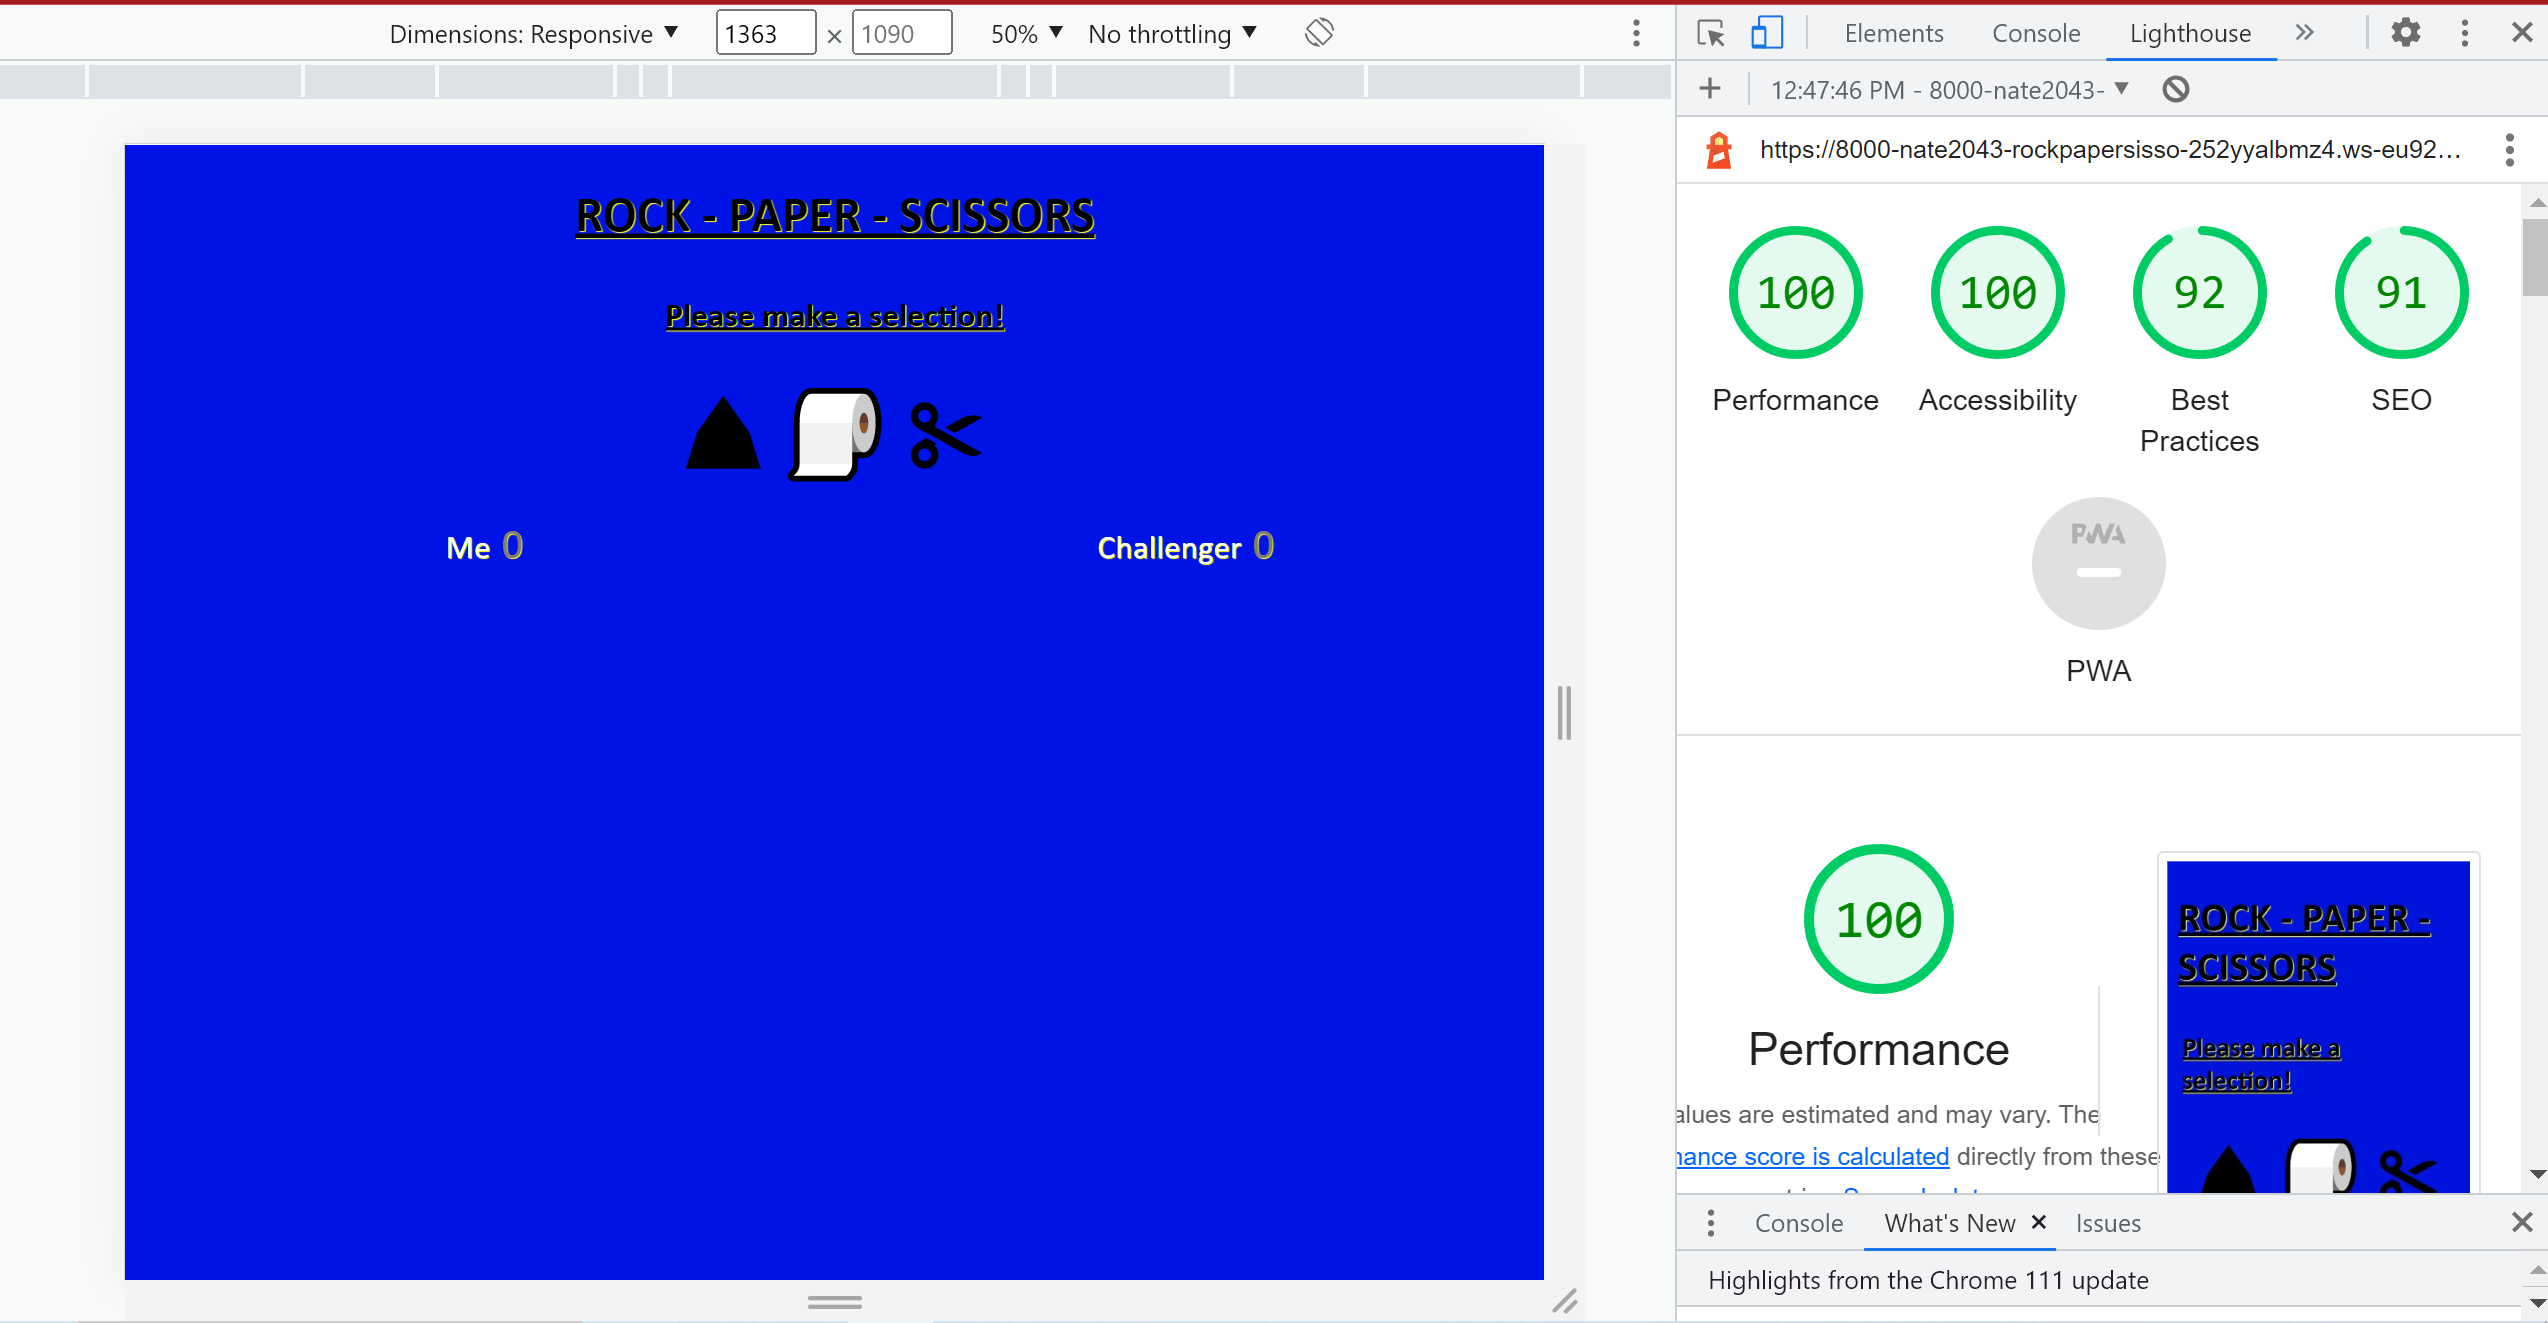 Dimensions: Responsive ▼ 1363 × 1090 50% ▼ No throttling ▼
Elements Console Lighthouse
12:47:46 PM - 8000-nate2043- ▼
https://8000-nate2043-rockpapersisso-252yyalbmz4.ws-eu92…
ROCK - PAPER - SCISSORS
Please make a selection!
Me 0 Challenger 0
100 100 92 91
Performance Accessibility Best Practices SEO
PWA
PWA
100
Performance
alues are estimated and may vary. The
score is calculated directly from these
ROCK - PAPER -
SCISSORS
Please make a
selection!
Console What's New × Issues
Highlights from the Chrome 111 update